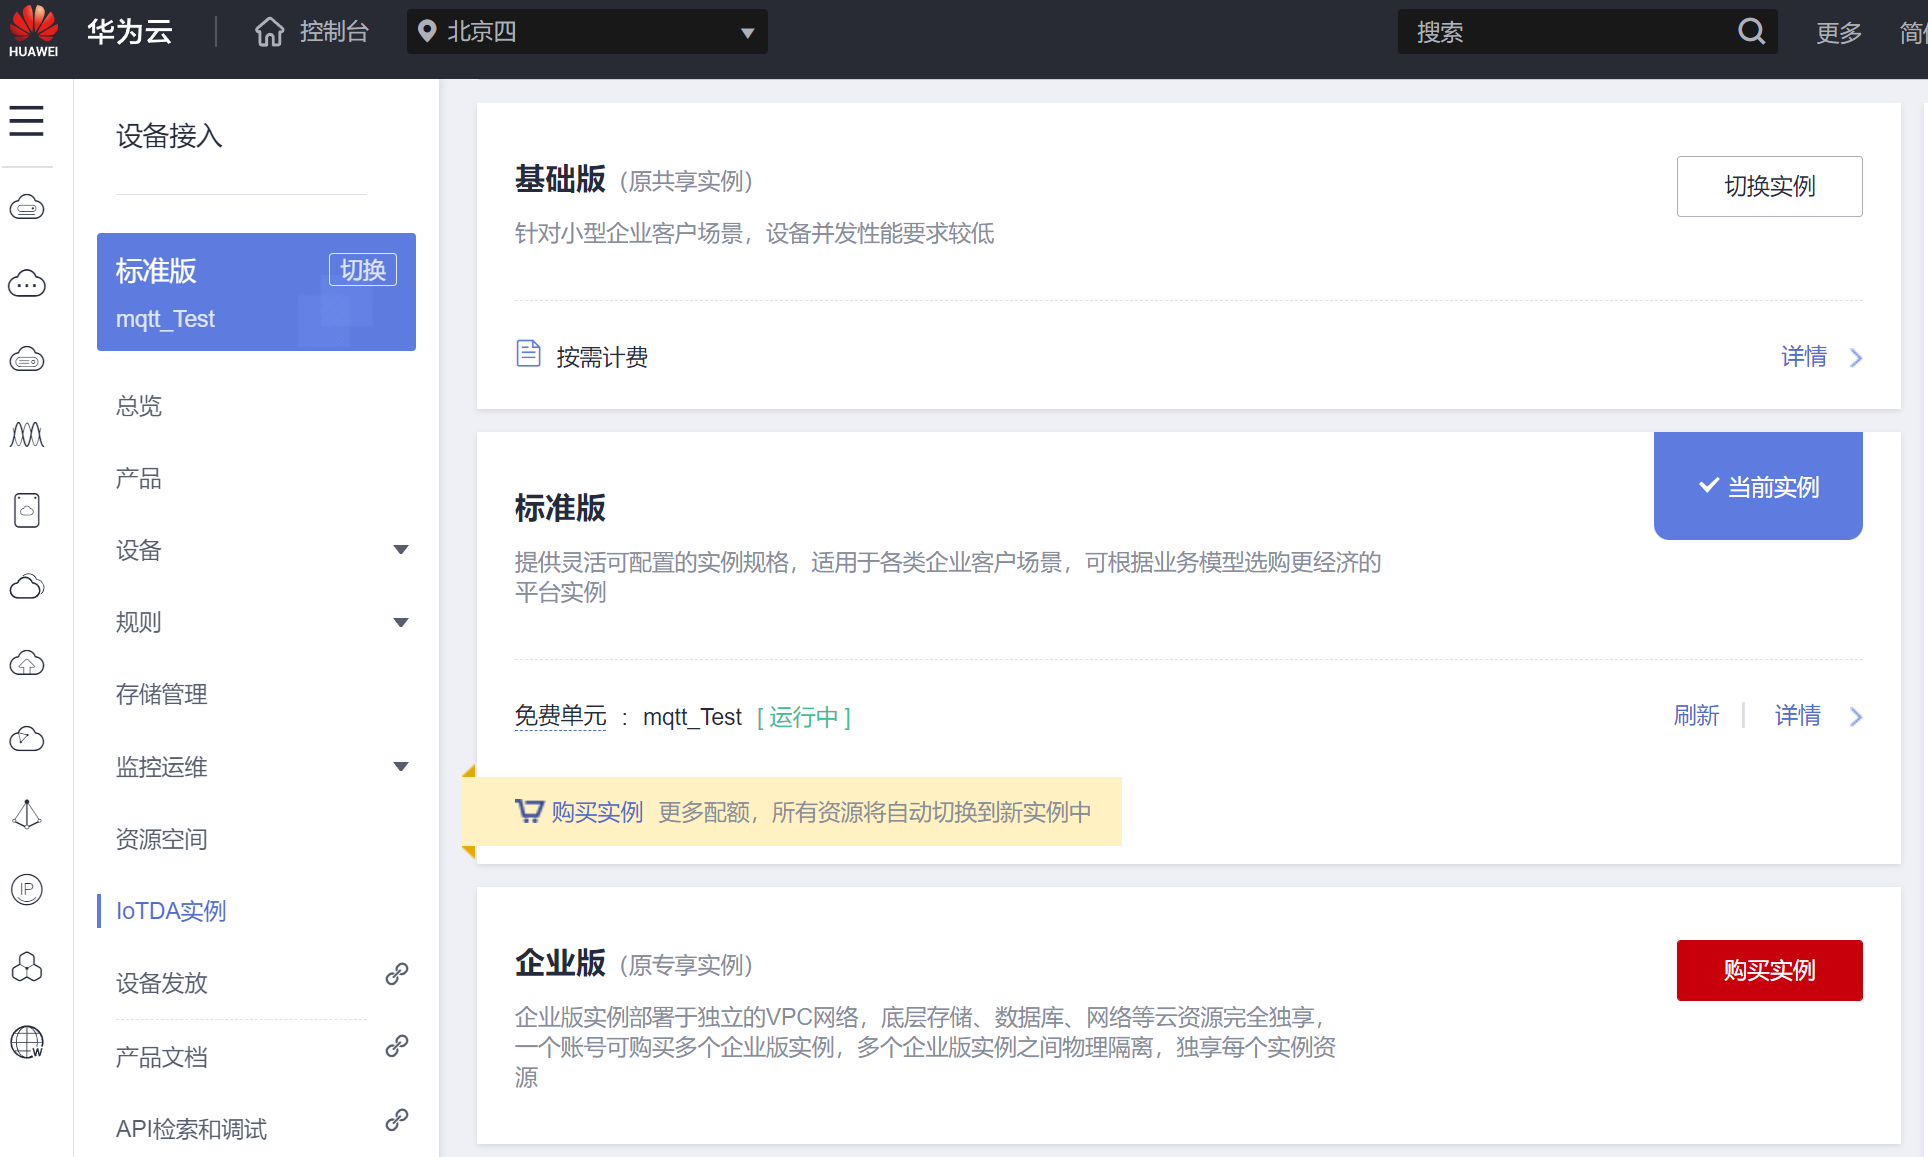 HUAWEI
华为云
控制台
北京四
搜索
更多
设备接入
标准版
切换
mqtt_Test
总览
产品
设备
规则
存储管理
监控运维
资源空间
IoTDA实例
设备发放
产品文档
API检索和调试
IP
W
基础版（原共享实例）
切换实例
针对小型企业客户场景，设备并发性能要求较低
按需计费
详情
标准版
当前实例
提供灵活可配置的实例规格，适用于各类企业客户场景，可根据业务模型选购更经济的
平台实例
免费单元 : mqtt_Test [ 运行中 ]
刷新
详情
购买实例 更多配额，所有资源将自动切换到新实例中
企业版（原专享实例）
购买实例
企业版实例部署于独立的VPC网络，底层存储、数据库、网络等云资源完全独享，
一个账号可购买多个企业版实例，多个企业版实例之间物理隔离，独享每个实例资
源